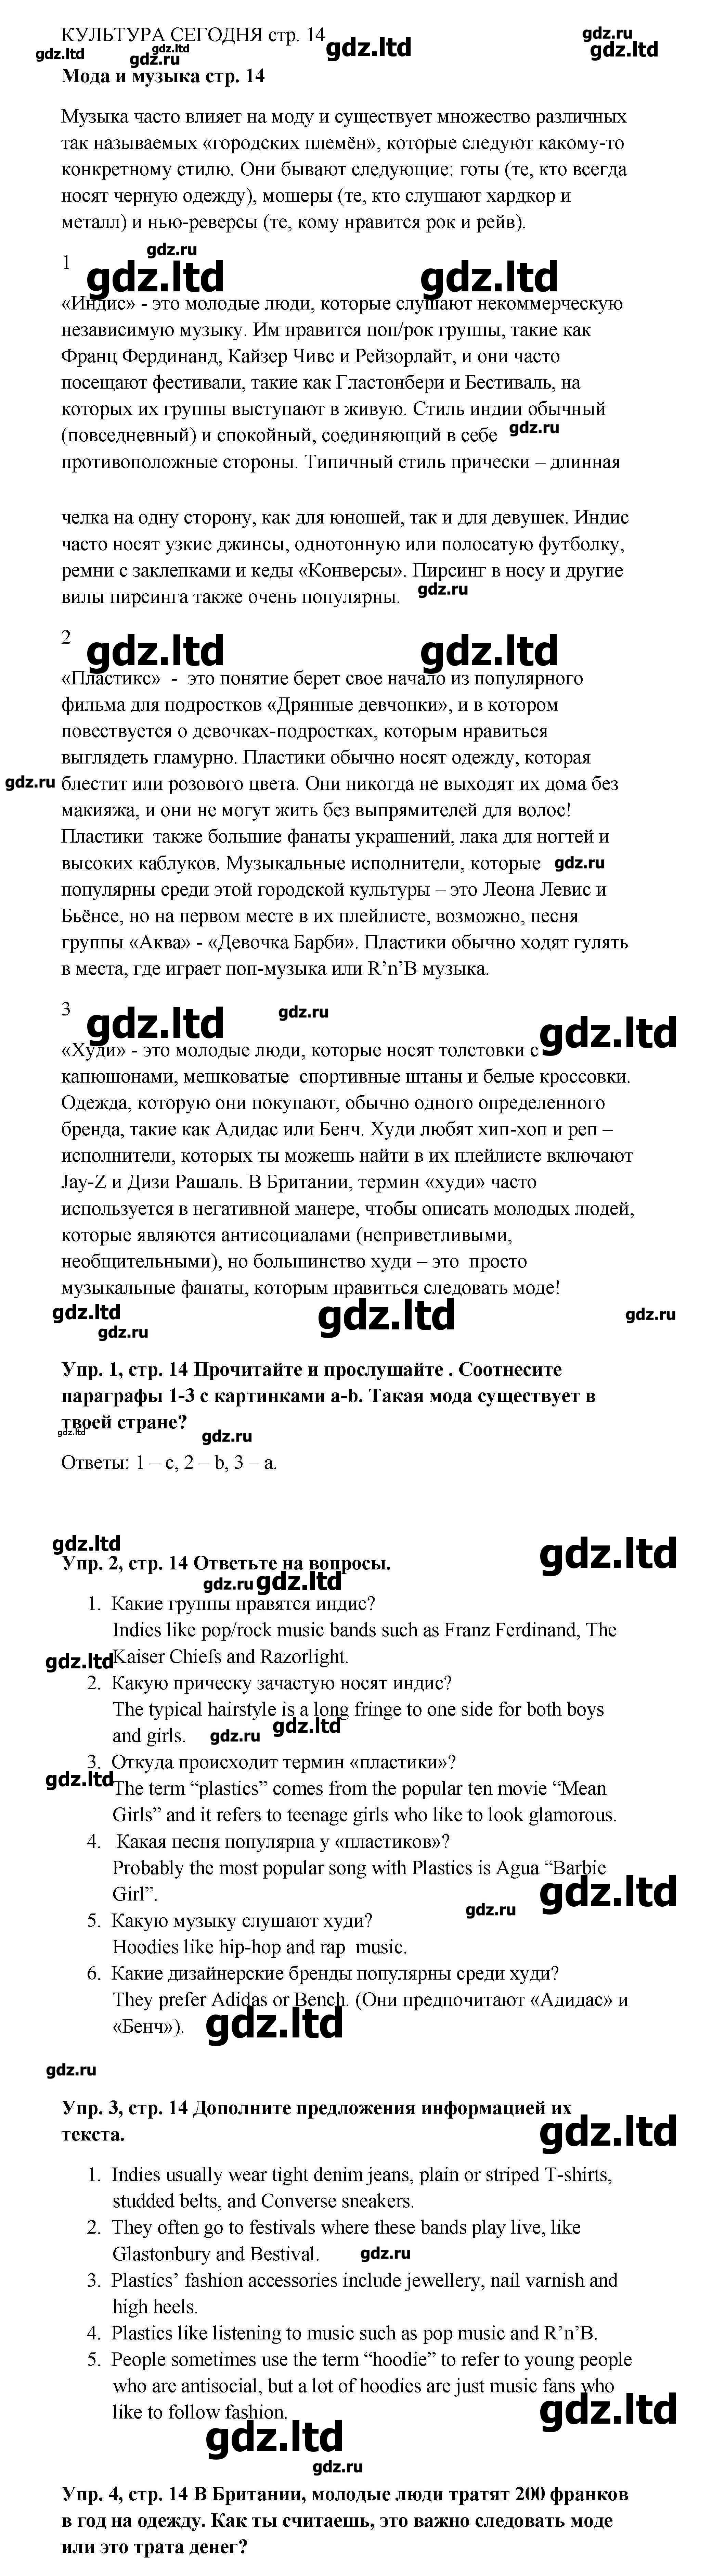 КУЛЬТУРА СЕГОДНЯ стр. 14
gdz.ltd
gdz.ru
gdz.ltd
gdz.ltd
gdz.ltd
gdz.ru
Мода и музыка стр. 14
Музыка часто влияет на моду и существует множество различных
так называемых «городских племён», которые следуют какому-то
конкретному стилю. Они бывают следующие: готы (те, кто всегда
носят черную одежду), мошеры (те, кто слушают хардкор и
металл) и нью-реверсы (те, кому нравится рок и рейв).
gdz.ru
1
gdz.ltd
gdz.ltd
«Индис» - это молодые люди, которые слушают некоммерческую
независимую музыку. Им нравится поп/рок группы, такие как
Франц Фердинанд, Кайзер Чивс и Рейзорлайт, и они часто
посещают фестивали, такие как Гластонбери и Бестиваль, на
которых их группы выступают в живую. Стиль индии обычный
(повседневный) и спокойный, соединяющий в себе
gdz.ru
противоположные стороны. Типичный стиль прически – длинная
челка на одну сторону, как для юношей, так и для девушек. Индис
часто носят узкие джинсы, однотонную или полосатую футболку,
ремни с заклепками и кеды «Конверсы». Пирсинг в носу и другие
вилы пирсинга также очень популярны.
gdz.ru
2
gdz.ltd
gdz.ltd
«Пластикс»  -  это понятие берет свое начало из популярного
фильма для подростков «Дрянные девчонки», и в котором
повествуется о девочках-подростках, которым нравиться
выглядеть гламурно. Пластики обычно носят одежду, которая
gdz.ru
блестит или розового цвета. Они никогда не выходят их дома без
макияжа, и они не могут жить без выпрямителей для волос!
Пластики  также большие фанаты украшений, лака для ногтей и
высоких каблуков. Музыкальные исполнители, которые
gdz.ru
популярны среди этой городской культуры – это Леона Левис и
Бьёнсе, но на первом месте в их плейлисте, возможно, песня
группы «Аква» - «Девочка Барби». Пластики обычно ходят гулять
в места, где играет поп-музыка или R’n’B музыка.
3
gdz.ltd
gdz.ru
gdz.ltd
«Худи» - это молодые люди, которые носят толстовки с
капюшонами, мешковатые  спортивные штаны и белые кроссовки.
Одежда, которую они покупают, обычно одного определенного
бренда, такие как Адидас или Бенч. Худи любят хип-хоп и реп –
исполнители, которых ты можешь найти в их плейлисте включают
Jay-Z и Дизи Рашаль. В Британии, термин «худи» часто
используется в негативной манере, чтобы описать молодых людей,
которые являются антисоциалами (неприветливыми,
необщительными), но большинство худи – это  просто
музыкальные фанаты, которым нравиться следовать моде!
gdz.ltd
gdz.ltd
gdz.ru
gdz.ru
Упр. 1, стр. 14 Прочитайте и прослушайте . Соотнесите
параграфы 1-3 с картинками a-b. Такая мода существует в
твоей стране?
gdz.ltd
gdz.ru
Ответы: 1 – c, 2 – b, 3 – a.
gdz.ltd
gdz.ltd
Упр. 2, стр. 14 Ответьте на вопросы.
gdz.ru
gdz.ltd
1. Какие группы нравятся индис?
Indies like pop/rock music bands such as Franz Ferdinand, The
Kaiser Chiefs and Razorlight.
gdz.ltd
2. Какую прическу зачастую носят индис?
The typical hairstyle is a long fringe to one side for both boys
and girls.
gdz.ru
gdz.ltd
3. Откуда происходит термин «пластики»?
gdz.ltd
The term “plastics” comes from the popular ten movie “Mean
Girls” and it refers to teenage girls who like to look glamorous.
4. Какая песня популярна у «пластиков»?
Probably the most popular song with Plastics is Agua “Barbie
Girl”.
gdz.ltd
gdz.ru
5. Какую музыку слушают худи?
Hoodies like hip-hop and rap  music.
6. Какие дизайнерские бренды популярны среди худи?
They prefer Adidas or Bench. (Они предпочитают «Адидас» и
«Бенч»).
gdz.ltd
gdz.ru
Упр. 3, стр. 14 Дополните предложения информацией их
текста.
gdz.ltd
1. Indies usually wear tight denim jeans, plain or striped T-shirts,
studded belts, and Converse sneakers.
2. They often go to festivals where these bands play live, like
Glastonbury and Bestival.
gdz.ru
3. Plastics’ fashion accessories include jewellery, nail varnish and
high heels.
4. Plastics like listening to music such as pop music and R’n’B.
5. People sometimes use the term “hoodie” to refer to young people
who are antisocial, but a lot of hoodies are just music fans who
like to follow fashion.
gdz.ltd
gdz.ltd
gdz.ru
Упр. 4, стр. 14 В Британии, молодые люди тратят 200 франков
в год на одежду. Как ты считаешь, это важно следовать моде
или это трата денег?